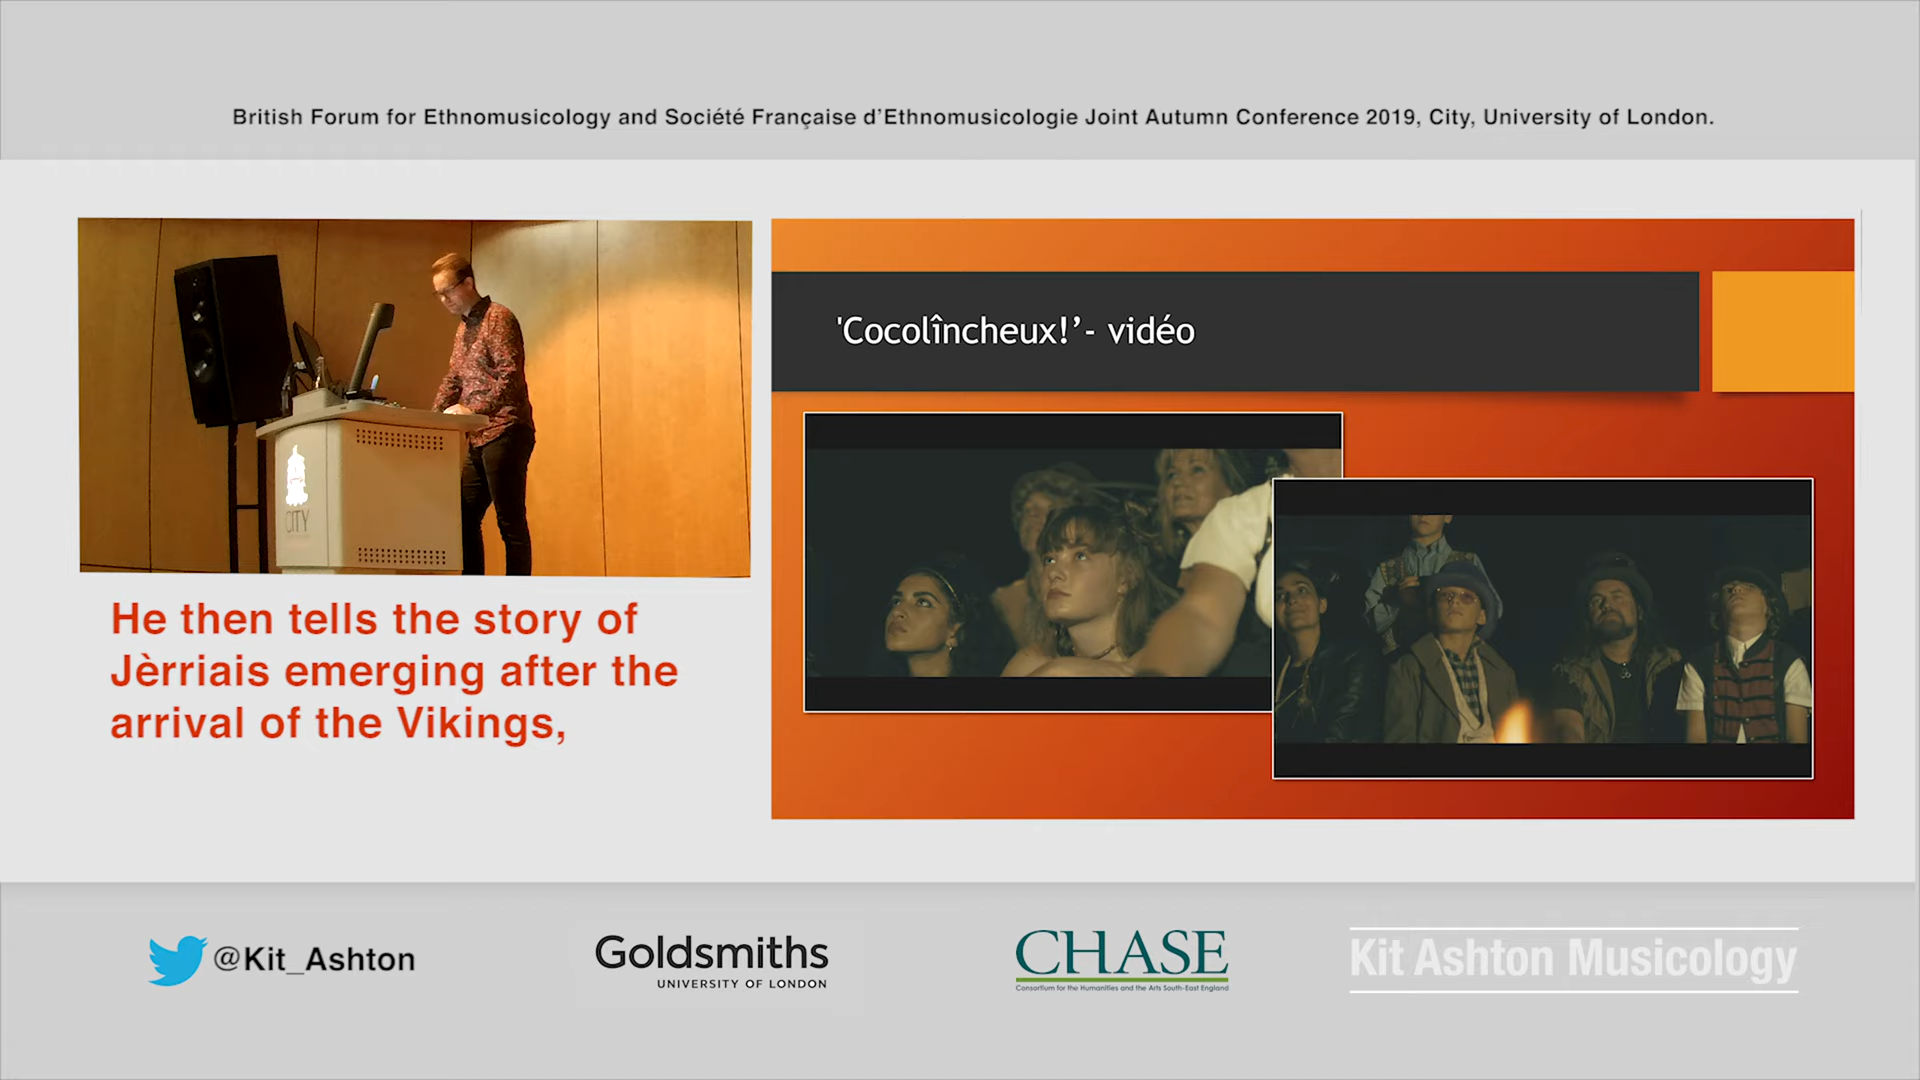 British Forum for Ethnomusicology and Société Française d’Ethnomusicologie Joint Autumn Conference 2019, City, University of London.
'Cocolîncheux!’- vidéo
CITY
He then tells the story of
Jèrriais emerging after the
arrival of the Vikings,
@Kit_Ashton
Goldsmiths
UNIVERSITY OF LONDON
CHASE
Consortium for the Humanities and the Arts South-East England
Kit Ashton Musicology